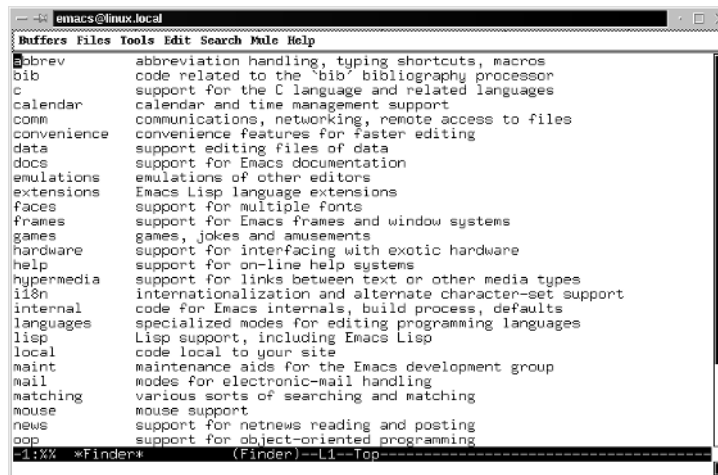 emacs@linux.local
Buffers Files Tools Edit Search Mule Help
abbrev abbreviation handling, typing shortcuts, macros
bib code related to the `bib' bibliography processor
c support for the C language and related languages
calendar calendar and time management support
comm communications, networking, remote access to files
convenience convenience features for faster editing
data support editing files of data
docs support for Emacs documentation
emulations emulations of other editors
extensions Emacs Lisp language extensions
faces support for multiple fonts
frames support for Emacs frames and window systems
games games, jokes and amusements
hardware support for interfacing with exotic hardware
help support for on-line help systems
hypermedia support for links between text or other media types
i18n internationalization and alternate character-set support
internal code for Emacs internals, build process, defaults
languages specialized modes for editing programming languages
lisp Lisp support, including Emacs Lisp
local code local to your site
maint maintenance aids for the Emacs development group
mail modes for electronic-mail handling
matching various sorts of searching and matching
mouse mouse support
news support for netnews reading and posting
oop support for object-oriented programming
-1:%% *Finder* (Finder)--L1--Top--------------------------------------------